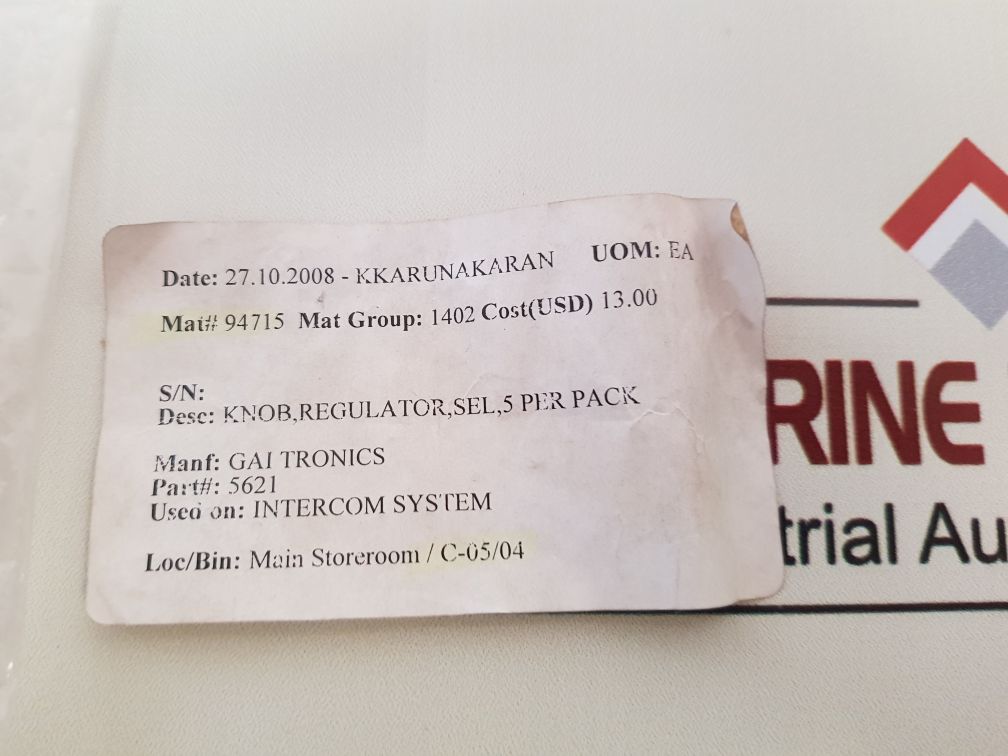 Date: 27.10.2008 - KKARUNAKARAN UOM: EA
Mat# 94715 Mat Group: 1402 Cost(USD) 13.00
S/N:
Desc: KNOB,REGULATOR,SEL,5 PER PACK
Manf: GAI TRONICS
Part#: 5621
Used on: INTERCOM SYSTEM
Loc/Bin: Main Storeroom / C-05/04
RINE
trial Au